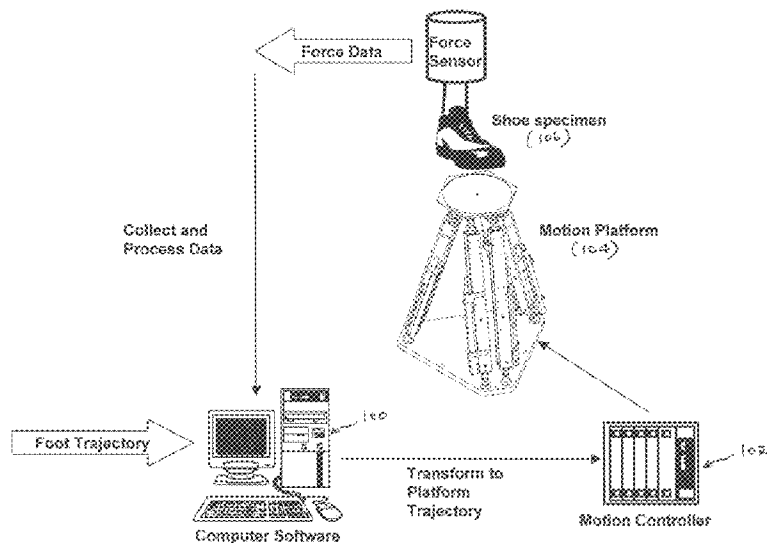 Force Data
Force
Sensor
Shoe specimen
(106)
Collect and
Process Data
Motion Platform
(104)
Foot Trajectory
100
Transform to
Platform
Trajectory
102
Computer Software
Motion Controller